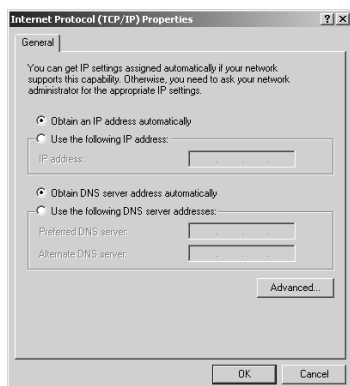 Internet Protocol (TCP/IP) Properties ? X
General
You can get IP settings assigned automatically if your network
supports this capability. Otherwise, you need to ask your network
administrator for the appropriate IP settings.
Obtain an IP address automatically
Use the following IP address:
IP address:
Obtain DNS server address automatically
Use the following DNS server addresses:
Preferred DNS server:
Alternate DNS server:
Advanced...
OK Cancel